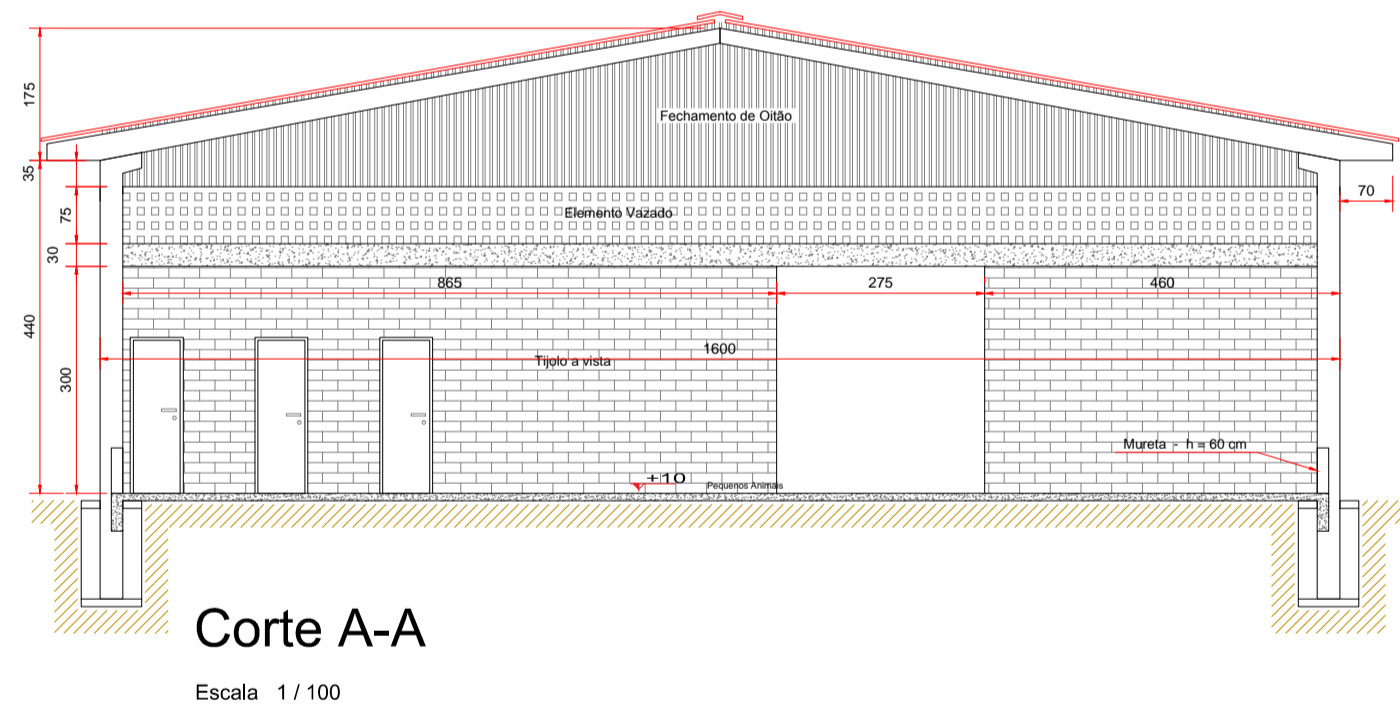 175
Fechamento de Oitão
35
70
75
Elemento Vazado
30
865
275
460
440
1600
Tijolo a vista
300
Mureta - h = 60 cm
+10
Pequenos Animais
Corte A-A
Escala 1 / 100